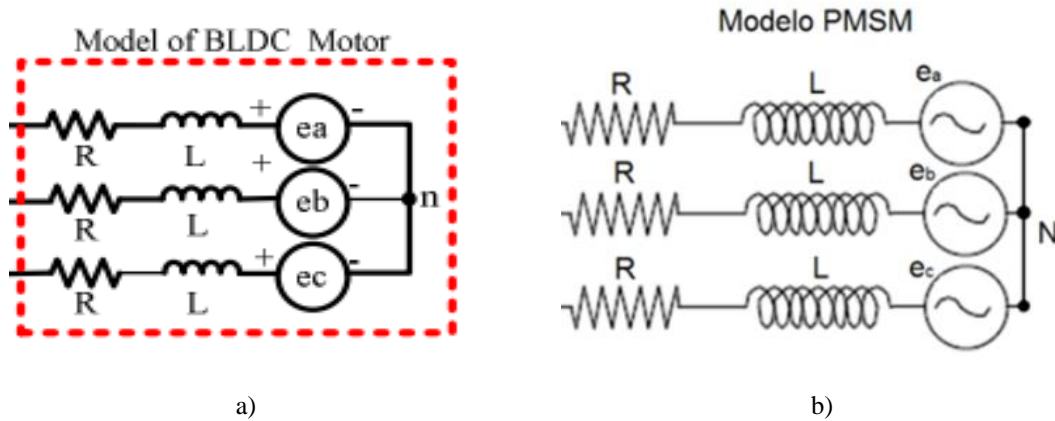 Model of BLDC Motor
+ ea -
R L
+ eb - n
R L
+ ec -
R L
a)
Modelo PMSM
R L ea
R L eb
N
R L ec
b)